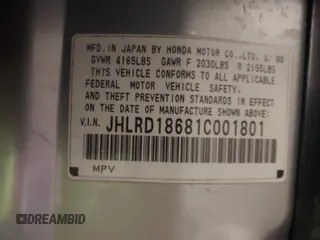 MFD. IN JAPAN BY HONDA MOTOR CO., LTD. 00
GVWR 4165LBS GAWR F 2030LBS R 2155LBS
THIS VEHICLE CONFORMS TO ALL APPLICABLE
FEDERAL MOTOR VEHICLE SAFETY
AND THEFT PREVENTION STANDARDS IN EFFECT
ON THE DATE OF MANUFACTURE SHOWN ABOVE.
V.I.N. JHLRD18681C001801
MPV
DREAMBID